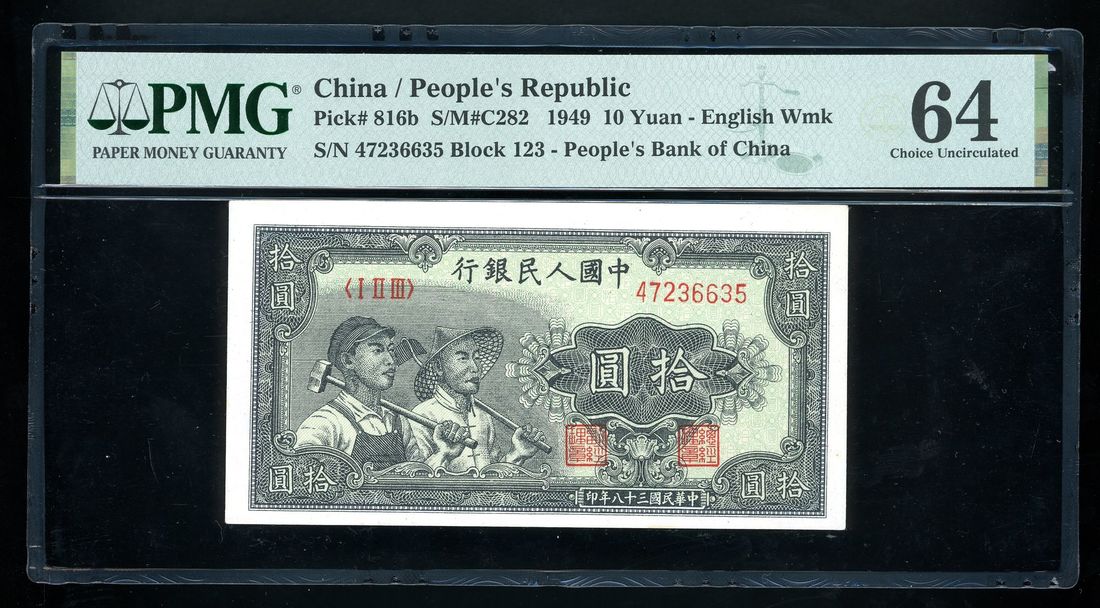 PMG®
PAPER MONEY GUARANTY
China / People's Republic
Pick# 816b S/M#C282 1949 10 Yuan - English Wmk
S/N 47236635 Block 123 - People's Bank of China
64
Choice Uncirculated
行銀民人國中
〈I II III〉
47236635
拾圓
拾圓
圓拾
圓拾
圓拾
印年八十三國民華中